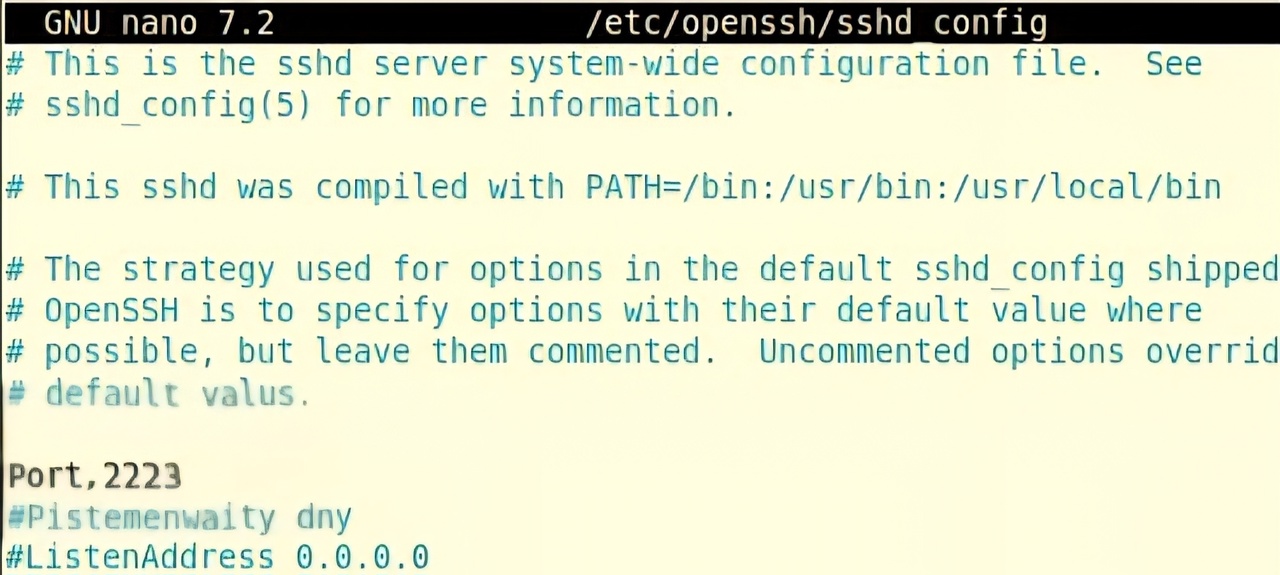 GNU nano 7.2 /etc/openssh/sshd_config
# This is the sshd server system-wide configuration file. See
# sshd_config(5) for more information.
# This sshd was compiled with PATH=/bin:/usr/bin:/usr/local/bin
# The strategy used for options in the default sshd_config shipped
# OpenSSH is to specify options with their default value where
# possible, but leave them commented. Uncommented options overrid
# default valus.
Port,2223
#ListenAddress 0.0.0.0